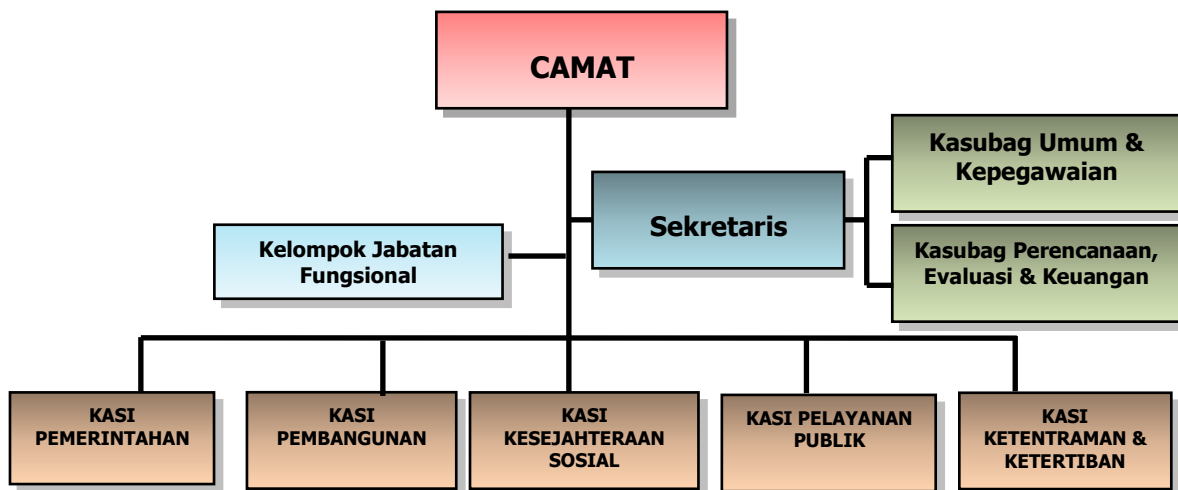 CAMAT
Kasubag Umum &
Kepegawaian
Sekretaris
Kelompok Jabatan
Fungsional
Kasubag Perencanaan,
Evaluasi & Keuangan
KASI
PEMERINTAHAN
KASI
PEMBANGUNAN
KASI
KESEJAHTERAAN
SOSIAL
KASI PELAYANAN
PUBLIK
KASI
KETENTRAMAN &
KETERTIBAN